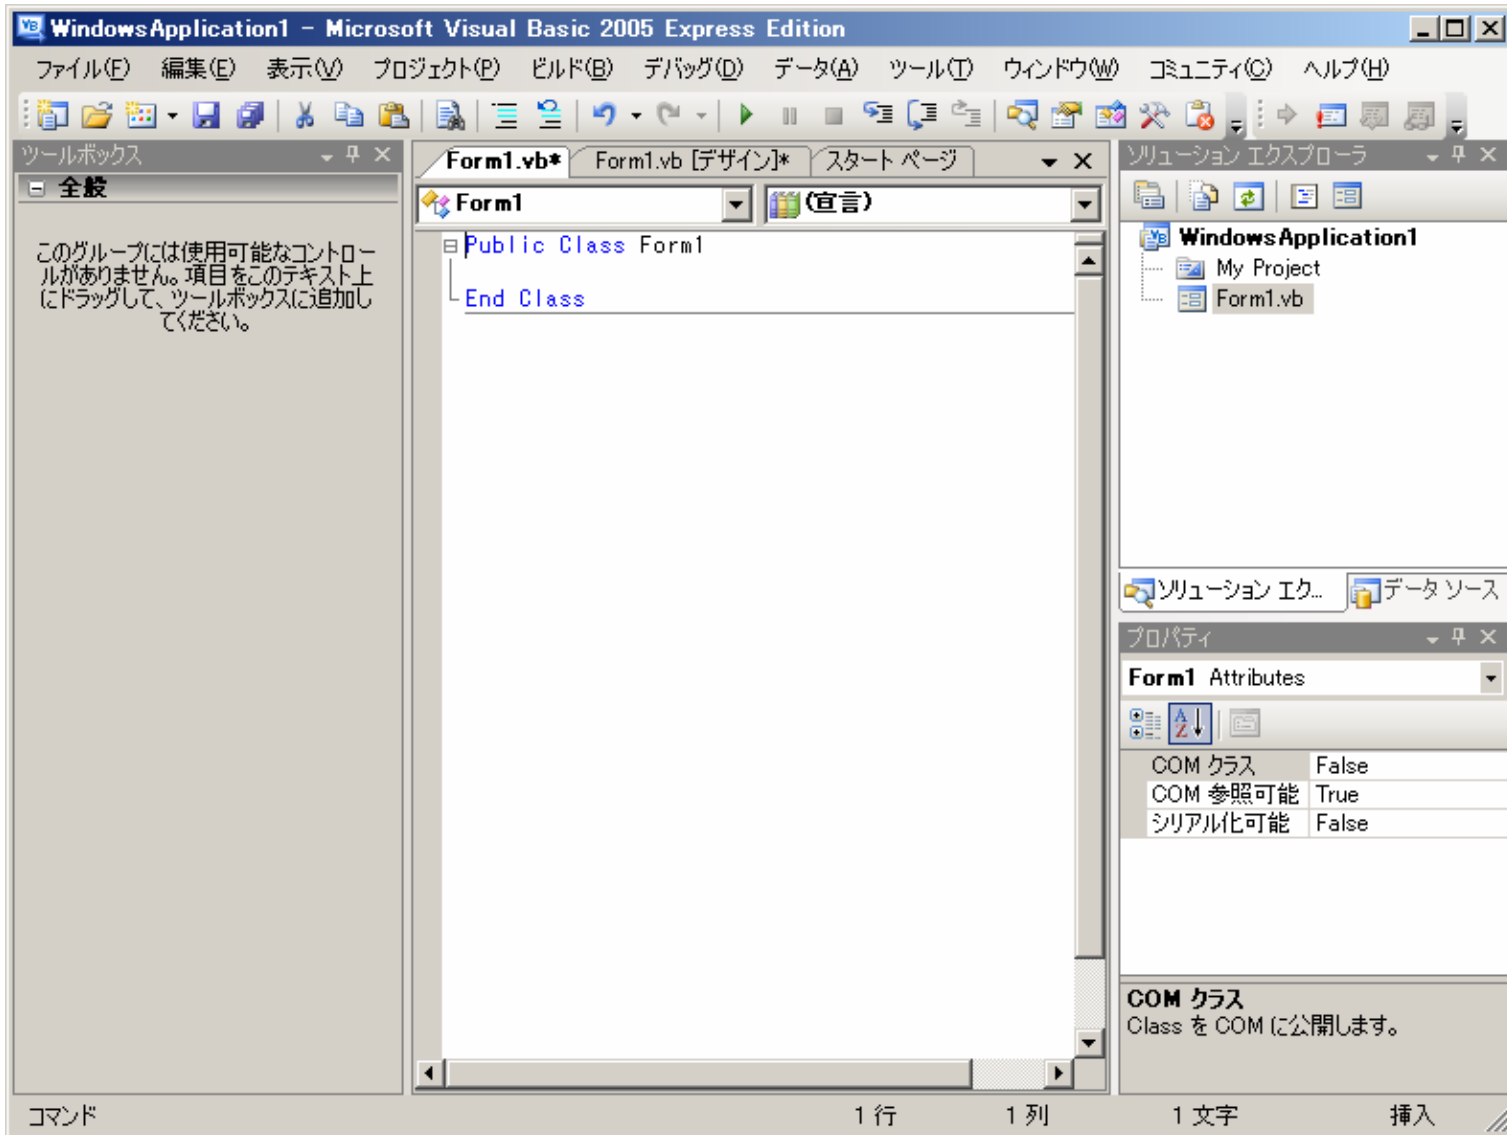 WindowsApplication1 - Microsoft Visual Basic 2005 Express Edition
ファイル(F) 編集(E) 表示(V) プロジェクト(P) ビルド(B) デバッグ(D) データ(A) ツール(T) ウィンドウ(W) コミュニティ(C) ヘルプ(H)
ツールボックス
全般
このグループには使用可能なコントロー
ルがありません。項目をこのテキスト上
にドラッグして、ツールボックスに追加し
てください。
Form1.vb* Form1.vb [デザイン]* スタート ページ
Form1 (宣言)
Public Class Form1
End Class
ソリューション エクスプローラ
WindowsApplication1
My Project
Form1.vb
ソリューション エク... データ ソース
プロパティ
Form1 Attributes
COM クラス False
COM 参照可能 True
シリアル化可能 False
COM クラス
Class を COM に公開します。
コマンド 1 行 1 列 1 文字 挿入